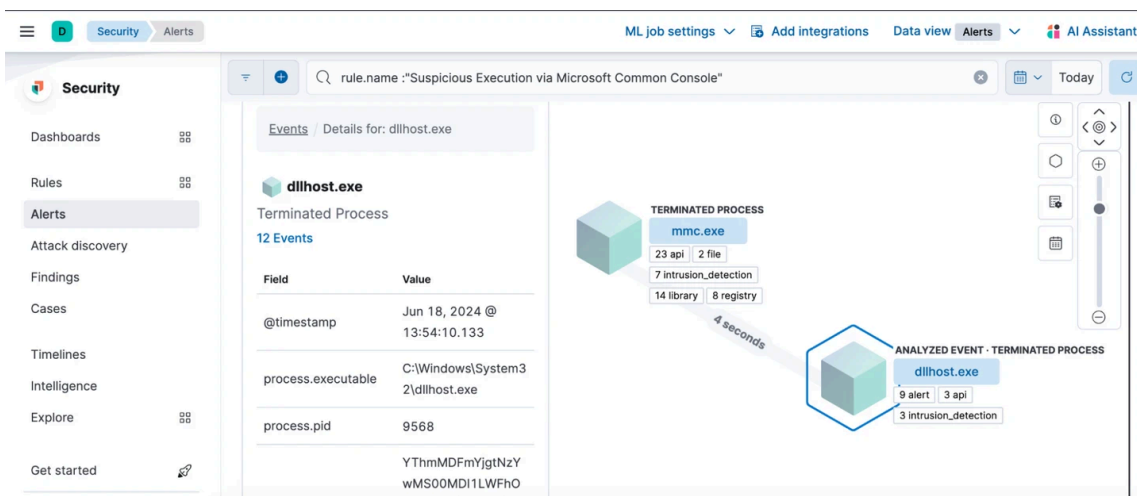 D Security Alerts ML job settings Add integrations Data view Alerts AI Assistant
Security
rule.name :"Suspicious Execution via Microsoft Common Console"
Today
Dashboards
Rules
Alerts
Attack discovery
Findings
Cases
Timelines
Intelligence
Explore
Get started
Events / Details for: dllhost.exe
dllhost.exe
Terminated Process
12 Events
Field Value
@timestamp Jun 18, 2024 @
13:54:10.133
process.executable C:\Windows\System3
2\dllhost.exe
process.pid 9568
YThmMDFmYjgtNzY
wMS00MDI1LWFhO
TERMINATED PROCESS
mmc.exe
23 api 2 file
7 intrusion_detection
14 library 8 registry
4 seconds
ANALYZED EVENT · TERMINATED PROCESS
dllhost.exe
9 alert 3 api
3 intrusion_detection